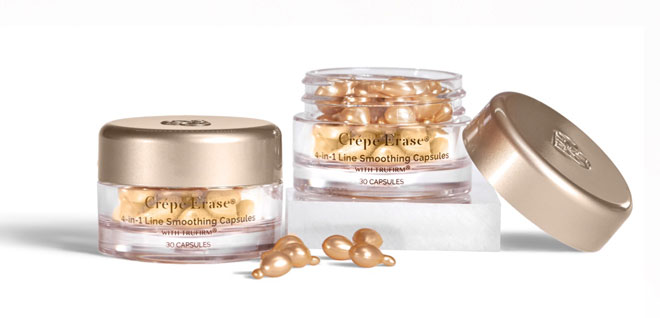 Crépe Erase®
4-in-1 Line Smoothing Capsules
WITH TRUFIRM®
30 CAPSULES
Crépe Erase®
4-in-1 Line Smoothing Capsules
WITH TRUFIRM®
30 CAPSULES